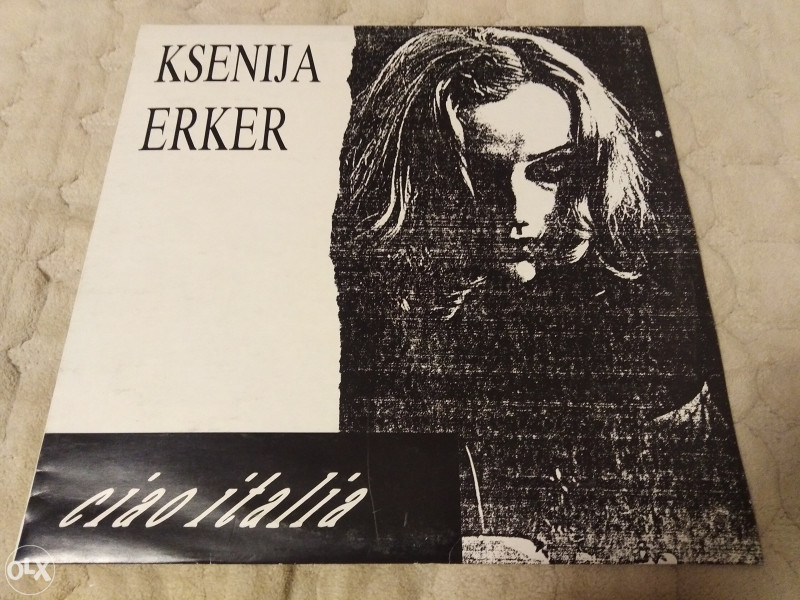 KSENIJA
ERKER
ciao italia
OLX